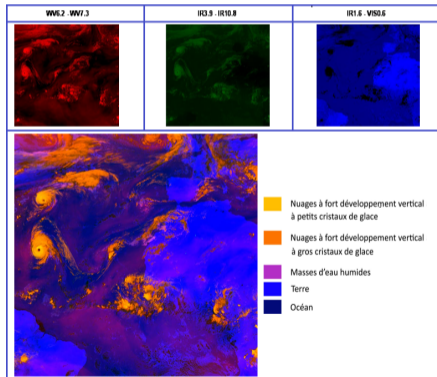 WV6.2 - WV7.3
IR3.9 - IR10.8
IR1.6 - VIS0.6
Nuages à fort développement vertical
à petits cristaux de glace
Nuages à fort développement vertical
à gros cristaux de glace
Masses d'eau humides
Terre
Océan